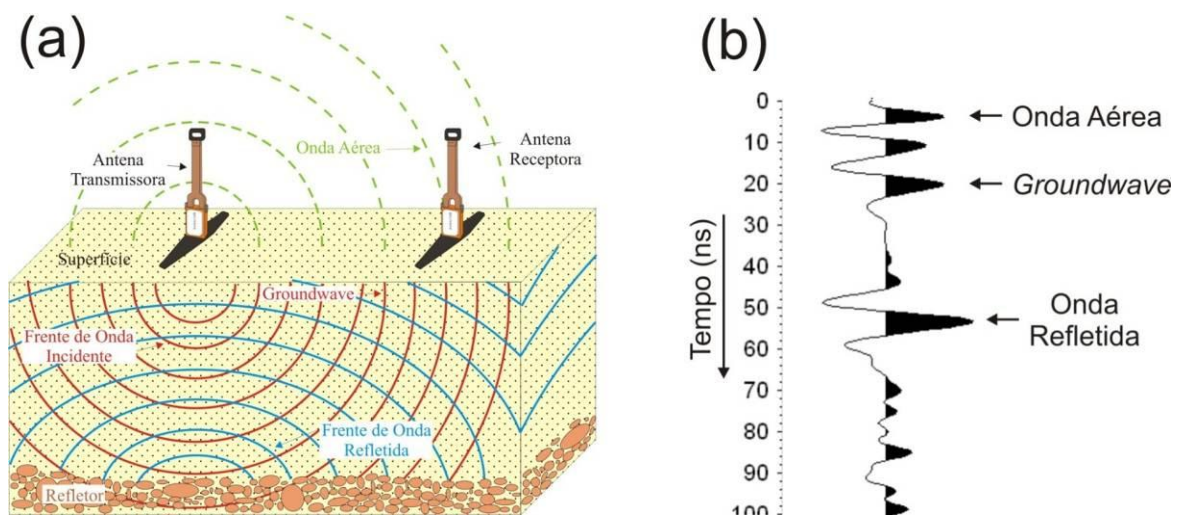 (a)
Antena
Transmissora
Onda Aérea
Antena
Receptora
Superfície
Groundwave
Frente de Onda
Incidente
Frente de Onda
Refletida
Refletor
(b)
Tempo (ns)
0
10
20
30
40
50
60
70
80
90
100
Onda Aérea
Groundwave
Onda
Refletida